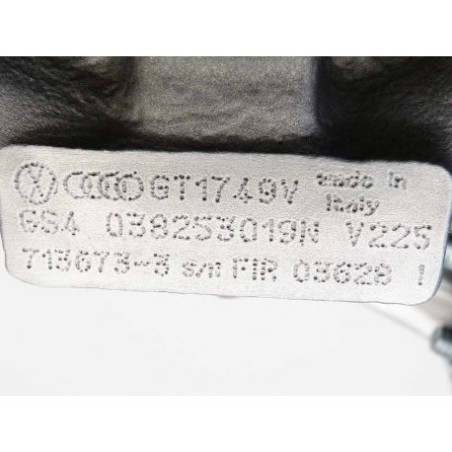 GT1749V Made in Italy
GS4 038253019N V225
713673-3 s/n FIR 03628 !